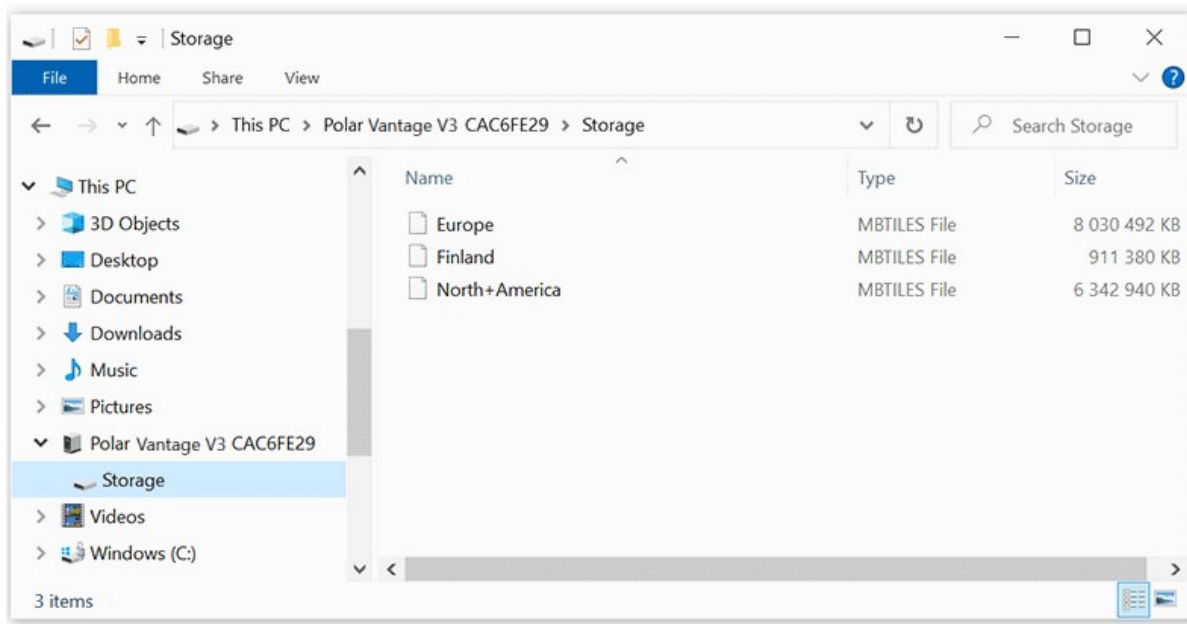 Storage
File Home Share View
This PC > Polar Vantage V3 CAC6FE29 > Storage
Search Storage
This PC
3D Objects
Desktop
Documents
Downloads
Music
Pictures
Polar Vantage V3 CAC6FE29
Storage
Videos
Windows (C:)
Name Type Size
Europe MBTILES File 8 030 492 KB
Finland MBTILES File 911 380 KB
North+America MBTILES File 6 342 940 KB
3 items